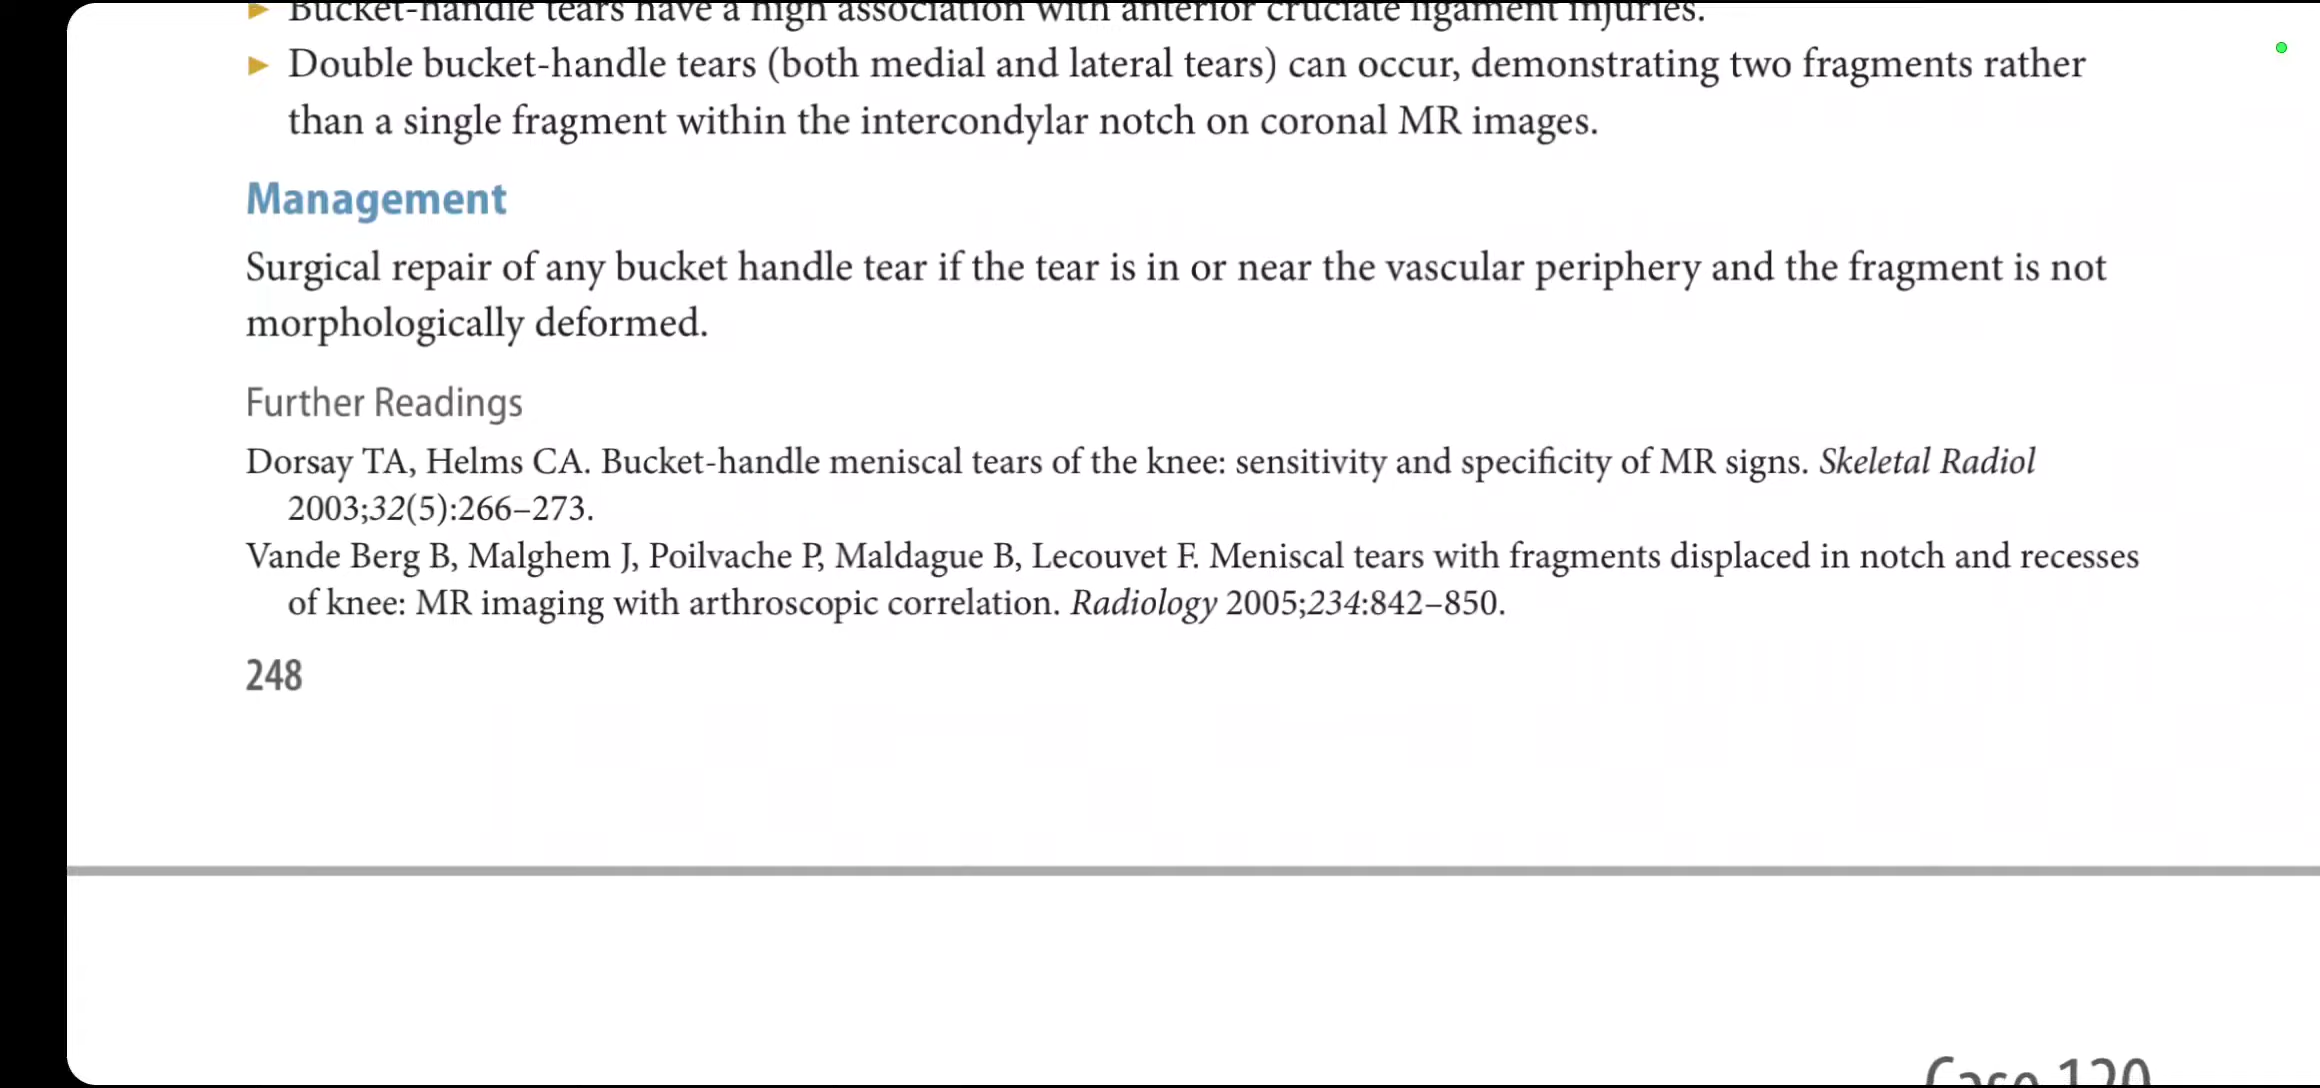 ▶ Bucket-handle tears have a high association with anterior cruciate ligament injuries.
▶ Double bucket-handle tears (both medial and lateral tears) can occur, demonstrating two fragments rather
than a single fragment within the intercondylar notch on coronal MR images.
Management
Surgical repair of any bucket handle tear if the tear is in or near the vascular periphery and the fragment is not
morphologically deformed.
Further Readings
Dorsay TA, Helms CA. Bucket-handle meniscal tears of the knee: sensitivity and specificity of MR signs. Skeletal Radiol
2003;32(5):266–273.
Vande Berg B, Malghem J, Poilvache P, Maldague B, Lecouvet F. Meniscal tears with fragments displaced in notch and recesses
of knee: MR imaging with arthroscopic correlation. Radiology 2005;234:842–850.
248
Case 120